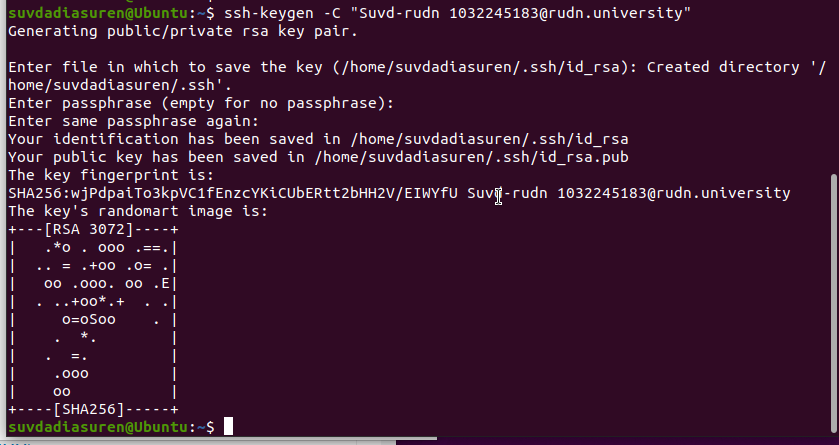 suvdadiasuren@Ubuntu:~$ ssh-keygen -C "Suvd-rudn 1032245183@rudn.university"
Generating public/private rsa key pair.

Enter file in which to save the key (/home/suvdadiasuren/.ssh/id_rsa): Created directory '/
home/suvdadiasuren/.ssh'.
Enter passphrase (empty for no passphrase):
Enter same passphrase again:
Your identification has been saved in /home/suvdadiasuren/.ssh/id_rsa
Your public key has been saved in /home/suvdadiasuren/.ssh/id_rsa.pub
The key fingerprint is:
SHA256:wjPdpaiTo3kpVC1fEnzcYKiCUbERtt2bHH2V/EIWYfU Suvd-rudn 1032245183@rudn.university
The key's randomart image is:
+---[RSA 3072]----+
|   .*o . ooo .==.|
|  .. = .+oo .o= .|
|   oo .ooo. oo .E|
|  . ..+oo*.+  . .|
|     o=oSoo    . |
|    .  *.        |
|   .  =.         |
|    .ooo         |
|    oo           |
+----[SHA256]-----+
suvdadiasuren@Ubuntu:~$